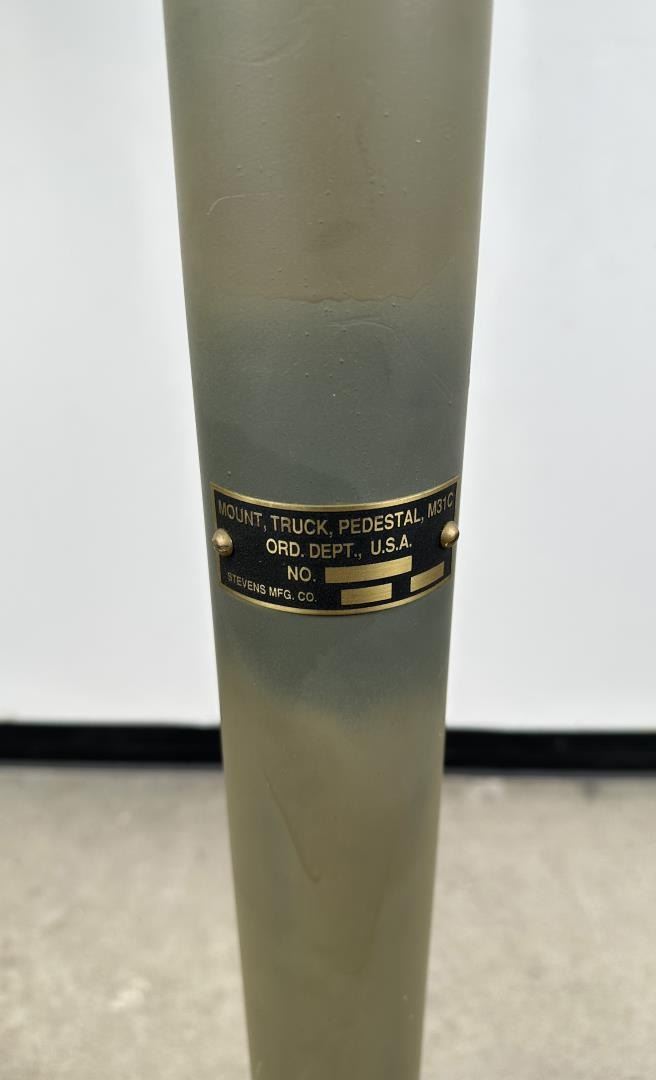 MOUNT, TRUCK, PEDESTAL, M31C
ORD. DEPT., U.S.A.
NO.
STEVENS MFG. CO.